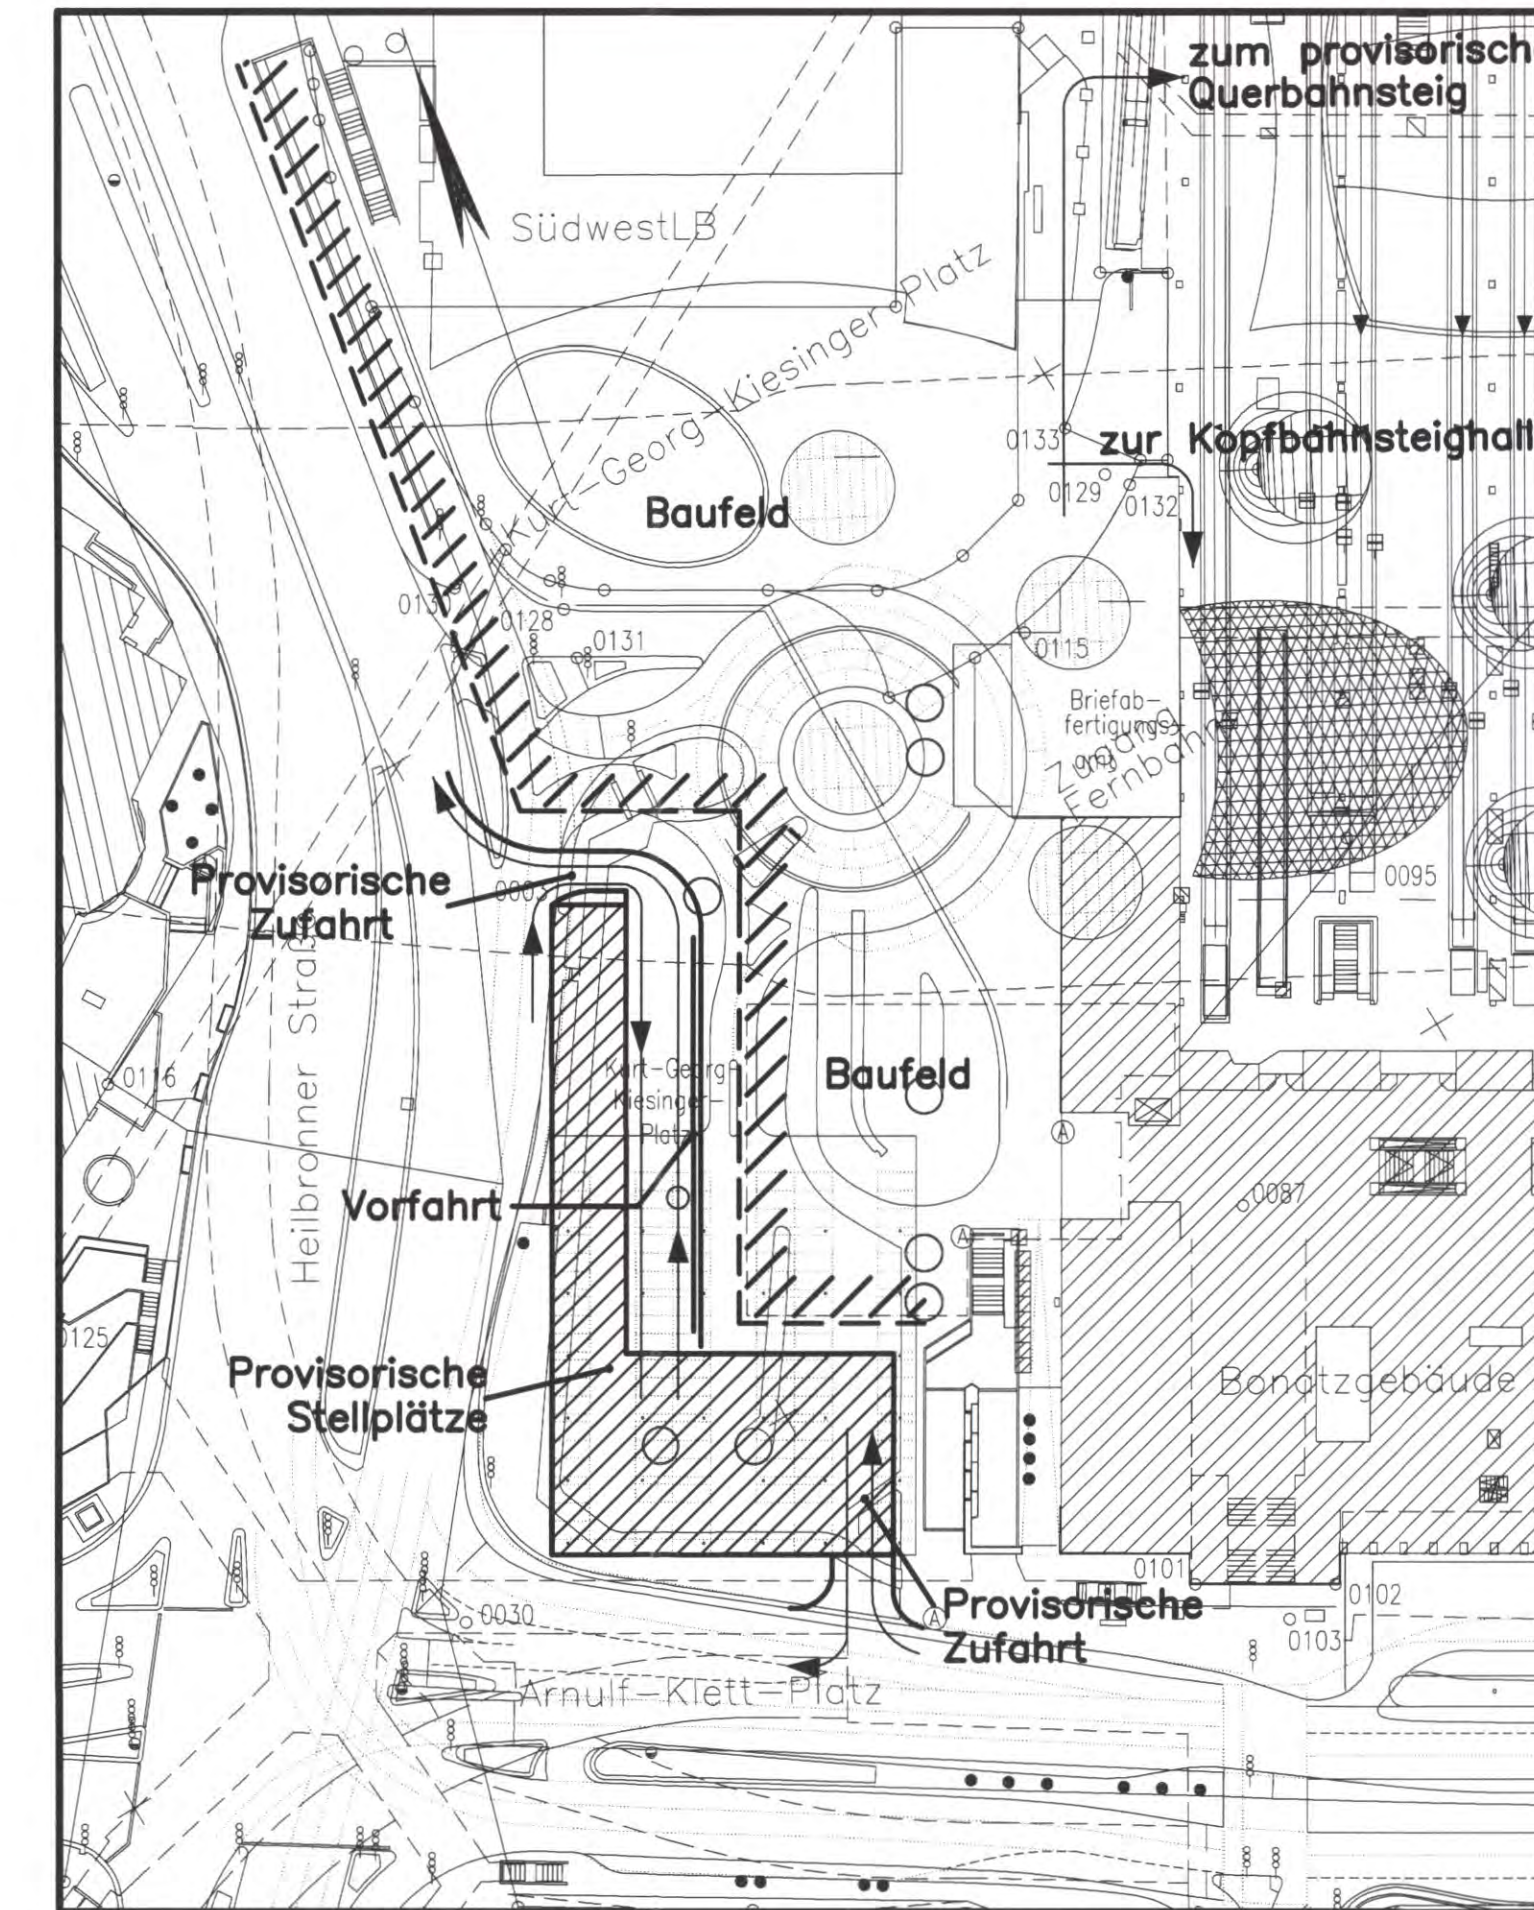 zum provisorisch
Querbahnsteig
SüdwestLB
Kurt-Georg-Kiesinger-Platz
0133
zur Kopfbahnsteighall
0129
0132
Baufeld
0128
0131
0115
Briefab-
fertigungs-
Zugang
Fernbahn
Provisorische
Zufahrt
0095
Heilbronner Straße
0116
Kurt-Georg-
Kiesinger-
Platz
Baufeld
A
0087
Vorfahrt
A
0125
Provisorische
Stellplätze
Bonatzgebäude
0101
0102
0030
A
Provisorische
Zufahrt
0103
Arnulf-Klett-Platz